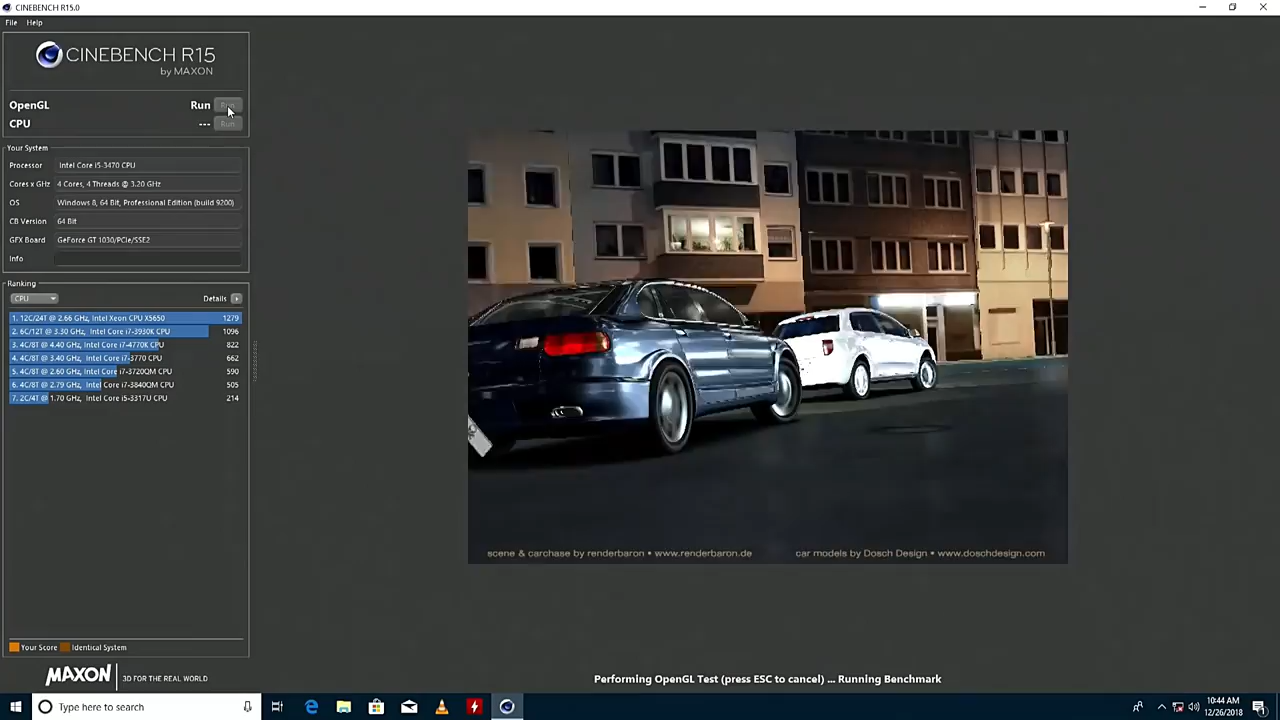 CINEBENCH R15.0
File Help
CINEBENCH R15
by MAXON
OpenGL Run Run
CPU --- Run
Your System
Processor Intel Core i5-3470 CPU
Cores x GHz 4 Cores, 4 Threads @ 3.20 GHz
OS Windows 8, 64 Bit, Professional Edition (build 9200)
CB Version 64 Bit
GFX Board GeForce GT 1030/PCIe/SSE2
Info
Ranking
CPU Details
1. 12C/24T @ 2.66 GHz, Intel Xeon CPU X5650 1279
2. 6C/12T @ 3.30 GHz, Intel Core i7-3930K CPU 1096
3. 4C/8T @ 4.40 GHz, Intel Core i7-4770K CPU 822
4. 4C/8T @ 3.40 GHz, Intel Core i7-3770 CPU 662
5. 4C/8T @ 2.60 GHz, Intel Core i7-3720QM CPU 590
6. 4C/8T @ 2.79 GHz, Intel Core i7-3840QM CPU 505
7. 2C/4T @ 1.70 GHz, Intel Core i5-3317U CPU 214
scene & carchase by renderbaron • www.renderbaron.de car models by Dosch Design • www.doschdesign.com
Your Score Identical System
MAXON 3D FOR THE REAL WORLD
Performing OpenGL Test (press ESC to cancel) ... Running Benchmark
Type here to search
10:44 AM
12/26/2018
1